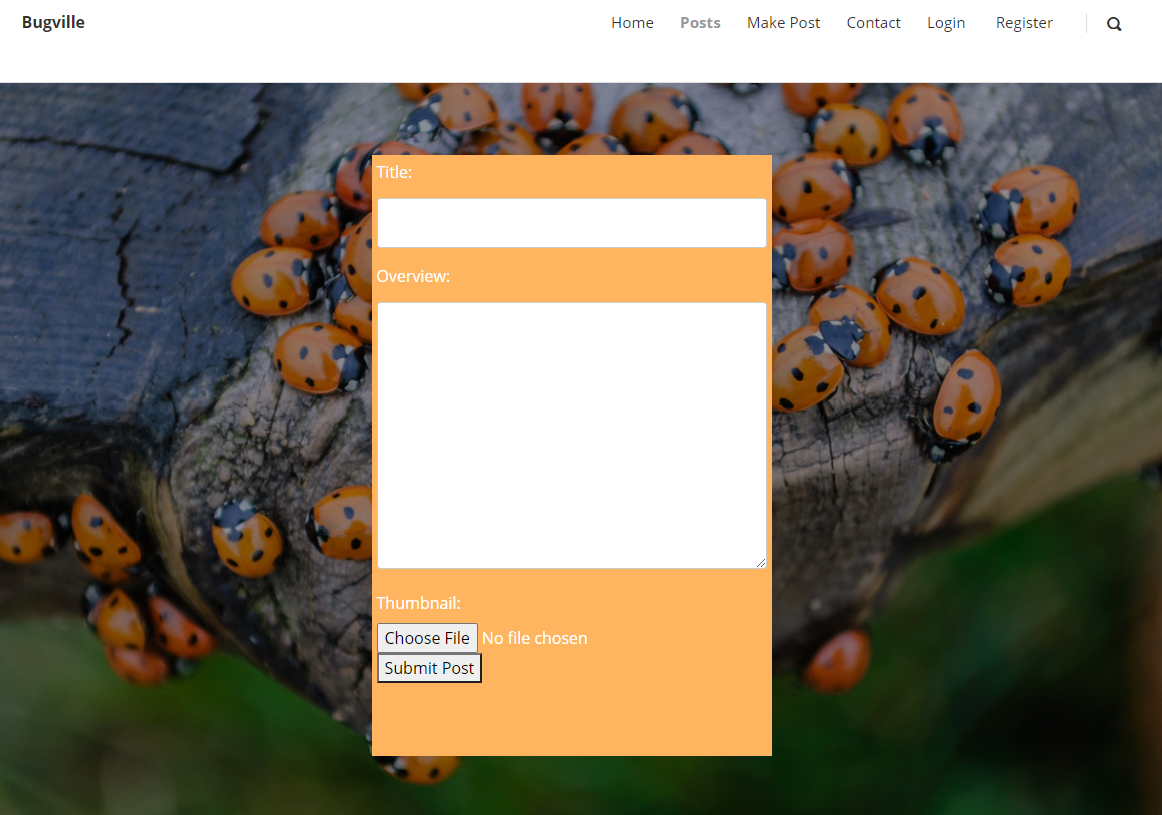 Bugville Home Posts Make Post Contact Login Register
Title:
Overview:
Thumbnail:
Choose File No file chosen
Submit Post